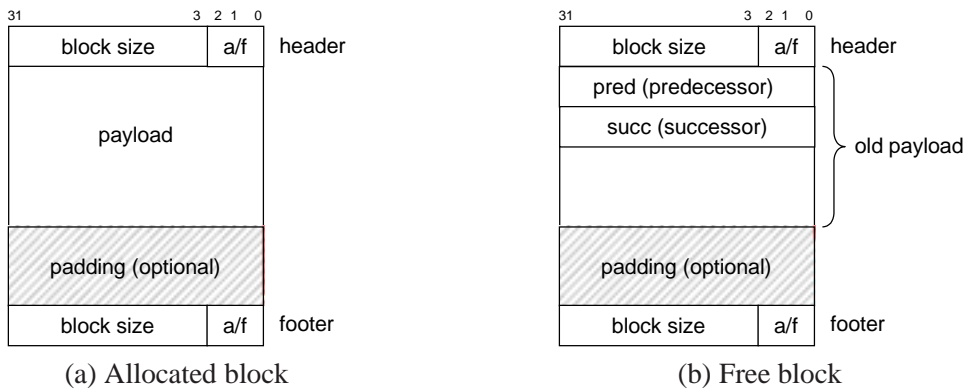 31 3 2 1 0
block size a/f header
payload
padding (optional)
block size a/f footer
(a) Allocated block
31 3 2 1 0
block size a/f header
pred (predecessor)
succ (successor)
old payload
padding (optional)
block size a/f footer
(b) Free block